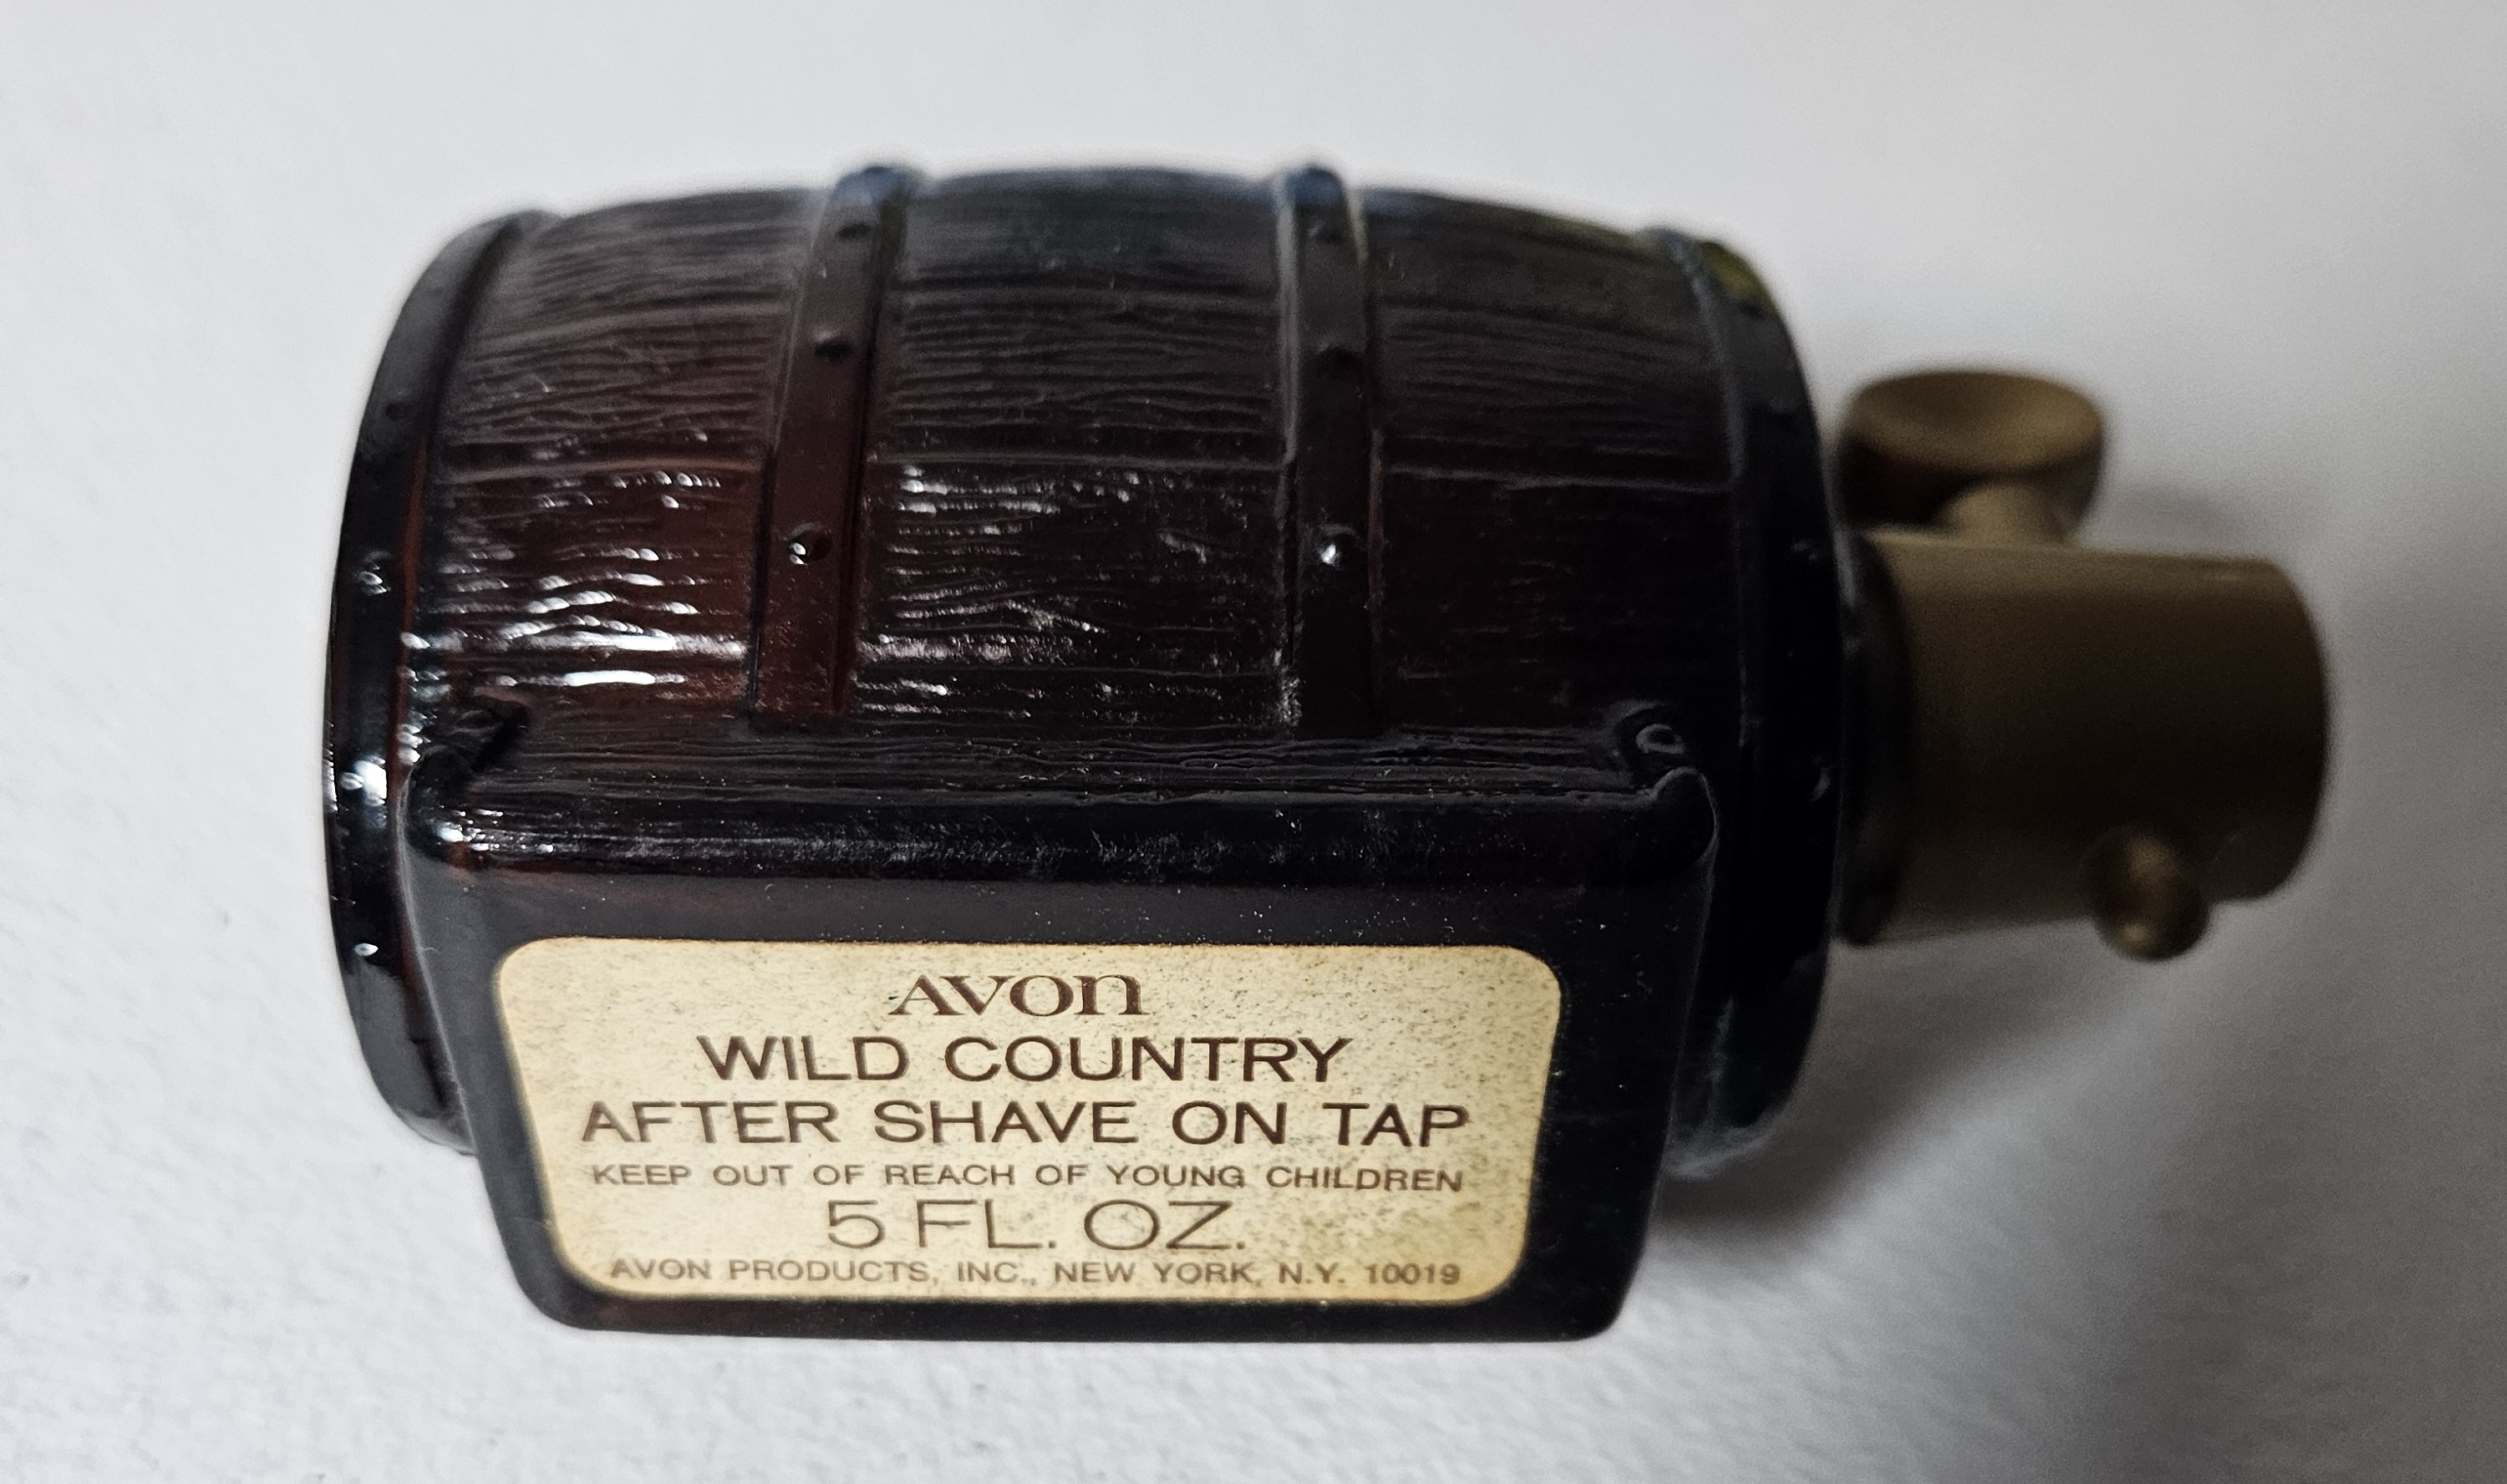 AVON
WILD COUNTRY
AFTER SHAVE ON TAP
KEEP OUT OF REACH OF YOUNG CHILDREN
5 FL. OZ.
AVON PRODUCTS, INC., NEW YORK, N.Y. 10019